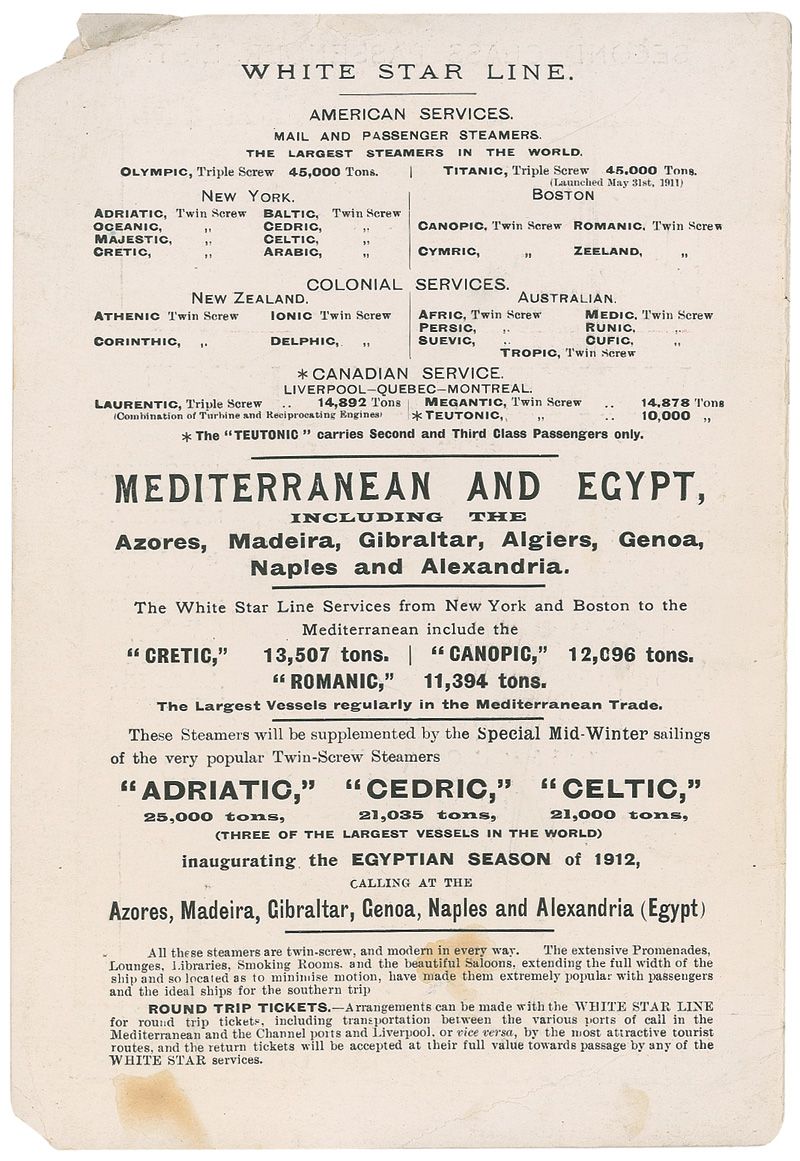 WHITE STAR LINE.
AMERICAN SERVICES.
MAIL AND PASSENGER STEAMERS.
THE LARGEST STEAMERS IN THE WORLD.
OLYMPIC, Triple Screw 45,000 Tons. | TITANIC, Triple Screw 45,000 Tons.
(Launched May 31st, 1911)
NEW YORK. BOSTON
ADRIATIC, Twin Screw BALTIC, Twin Screw
OCEANIC, „ CEDRIC, „ CANOPIC, Twin Screw ROMANIC, Twin Screw
MAJESTIC, „ CELTIC, „
CRETIC, „ ARABIC, „ CYMRIC, „ ZEELAND, „
COLONIAL SERVICES.
NEW ZEALAND. AUSTRALIAN.
ATHENIC Twin Screw IONIC Twin Screw AFRIC, Twin Screw MEDIC, Twin Screw
PERSIC, „ RUNIC, „
CORINTHIC, „ DELPHIC, „ SUEVIC, „ CUFIC, „
TROPIC, Twin Screw
*CANADIAN SERVICE.
LIVERPOOL—QUEBEC—MONTREAL.
LAURENTIC, Triple Screw .. 14,892 Tons | MEGANTIC, Twin Screw .. 14,878 Tons
(Combination of Turbine and Reciprocating Engines) *TEUTONIC, „ .. 10,000 „
* The "TEUTONIC" carries Second and Third Class Passengers only.
MEDITERRANEAN AND EGYPT,
INCLUDING THE
Azores, Madeira, Gibraltar, Algiers, Genoa,
Naples and Alexandria.
The White Star Line Services from New York and Boston to the
Mediterranean include the
"CRETIC," 13,507 tons. | "CANOPIC," 12,096 tons.
"ROMANIC," 11,394 tons.
The Largest Vessels regularly in the Mediterranean Trade.
These Steamers will be supplemented by the Special Mid-Winter sailings
of the very popular Twin-Screw Steamers
"ADRIATIC," "CEDRIC," "CELTIC,"
25,000 tons, 21,035 tons, 21,000 tons,
(THREE OF THE LARGEST VESSELS IN THE WORLD)
inaugurating the EGYPTIAN SEASON of 1912,
CALLING AT THE
Azores, Madeira, Gibraltar, Genoa, Naples and Alexandria (Egypt)
All these steamers are twin-screw, and modern in every way. The extensive Promenades,
Lounges, Libraries, Smoking Rooms. and the beautiful Saloons, extending the full width of the
ship and so located as to minimise motion, have made them extremely popular with passengers
and the ideal ships for the southern trip
ROUND TRIP TICKETS.—Arrangements can be made with the WHITE STAR LINE
for round trip tickets, including transportation between the various ports of call in the
Mediterranean and the Channel ports and Liverpool, or vice versa, by the most attractive tourist
routes, and the return tickets will be accepted at their full value towards passage by any of the
WHITE STAR services.